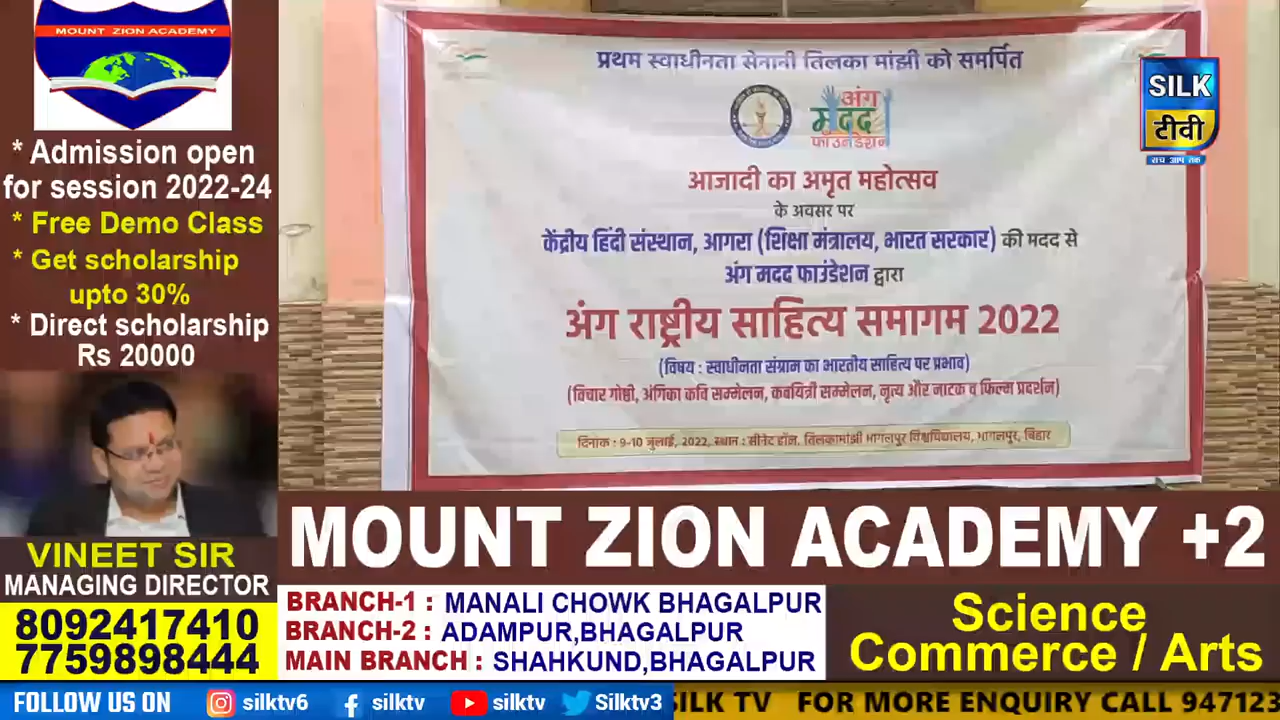 MOUNT ZION ACADEMY
* Admission open
for session 2022-24
* Free Demo Class
* Get scholarship
upto 30%
* Direct scholarship
Rs 20000
VINEET SIR
MANAGING DIRECTOR
8092417410
7759898444
प्रथम स्वाधीनता सेनानी तिलका मांझी को समर्पित
अंग
मदद
फाउंडेशन
आजादी का अमृत महोत्सव
के अवसर पर
केंद्रीय हिंदी संस्थान, आगरा (शिक्षा मंत्रालय, भारत सरकार) की मदद से
अंग मदद फाउंडेशन द्वारा
अंग राष्ट्रीय साहित्य समागम 2022
(विषय : स्वाधीनता संग्राम का भारतीय साहित्य पर प्रभाव)
(विचार गोष्ठी, अंगिका कवि सम्मेलन, कवयित्री सम्मेलन, नृत्य और नाटक व फिल्म प्रदर्शन)
दिनांक : 9-10 जुलाई, 2022, स्थान : सीनेट हॉल, तिलकामांझी भागलपुर विश्वविद्यालय, भागलपुर, बिहार
SILK
टीवी
सच आप तक
MOUNT ZION ACADEMY +2
BRANCH-1 : MANALI CHOWK BHAGALPUR
BRANCH-2 : ADAMPUR,BHAGALPUR
MAIN BRANCH : SHAHKUND,BHAGALPUR
Science
Commerce / Arts
FOLLOW US ON silktv6 silktv silktv Silktv3 SILK TV FOR MORE ENQUIRY CALL 947123